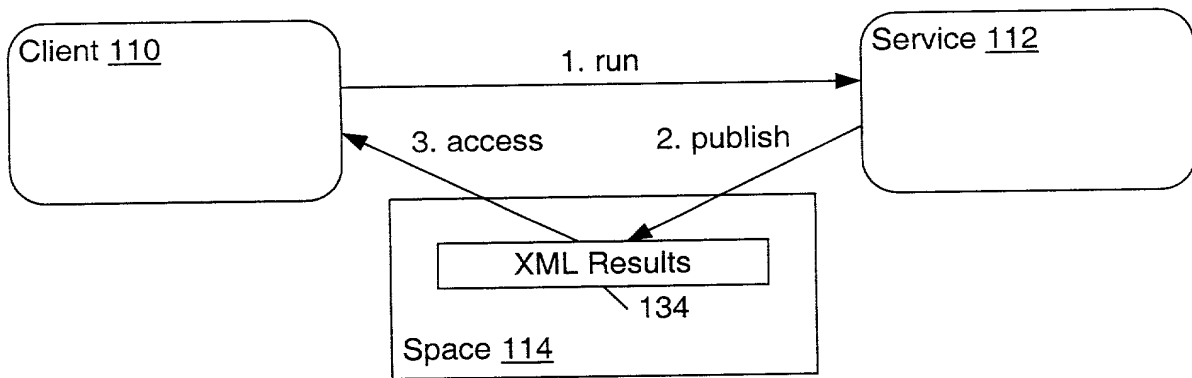 Client 110
Service 112
1. run
3. access
2. publish
XML Results
134
Space 114